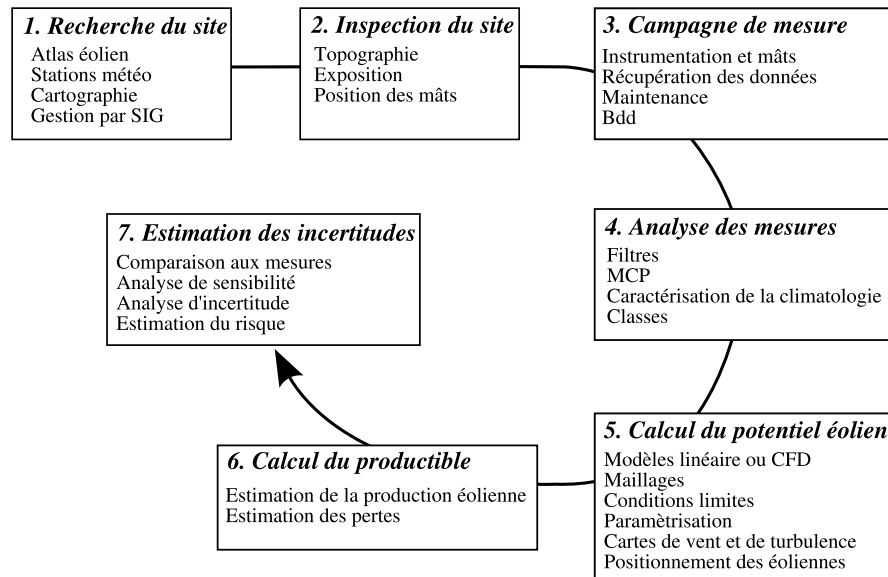 1. Recherche du site
Atlas éolien
Stations météo
Cartographie
Gestion par SIG
2. Inspection du site
Topographie
Exposition
Position des mâts
3. Campagne de mesure
Instrumentation et mâts
Récupération des données
Maintenance
Bdd
4. Analyse des mesures
Filtres
MCP
Caractérisation de la climatologie
Classes
5. Calcul du potentiel éolien
Modèles linéaire ou CFD
Maillages
Conditions limites
Paramètrisation
Cartes de vent et de turbulence
Positionnement des éoliennes
6. Calcul du productible
Estimation de la production éolienne
Estimation des pertes
7. Estimation des incertitudes
Comparaison aux mesures
Analyse de sensibilité
Analyse d'incertitude
Estimation du risque